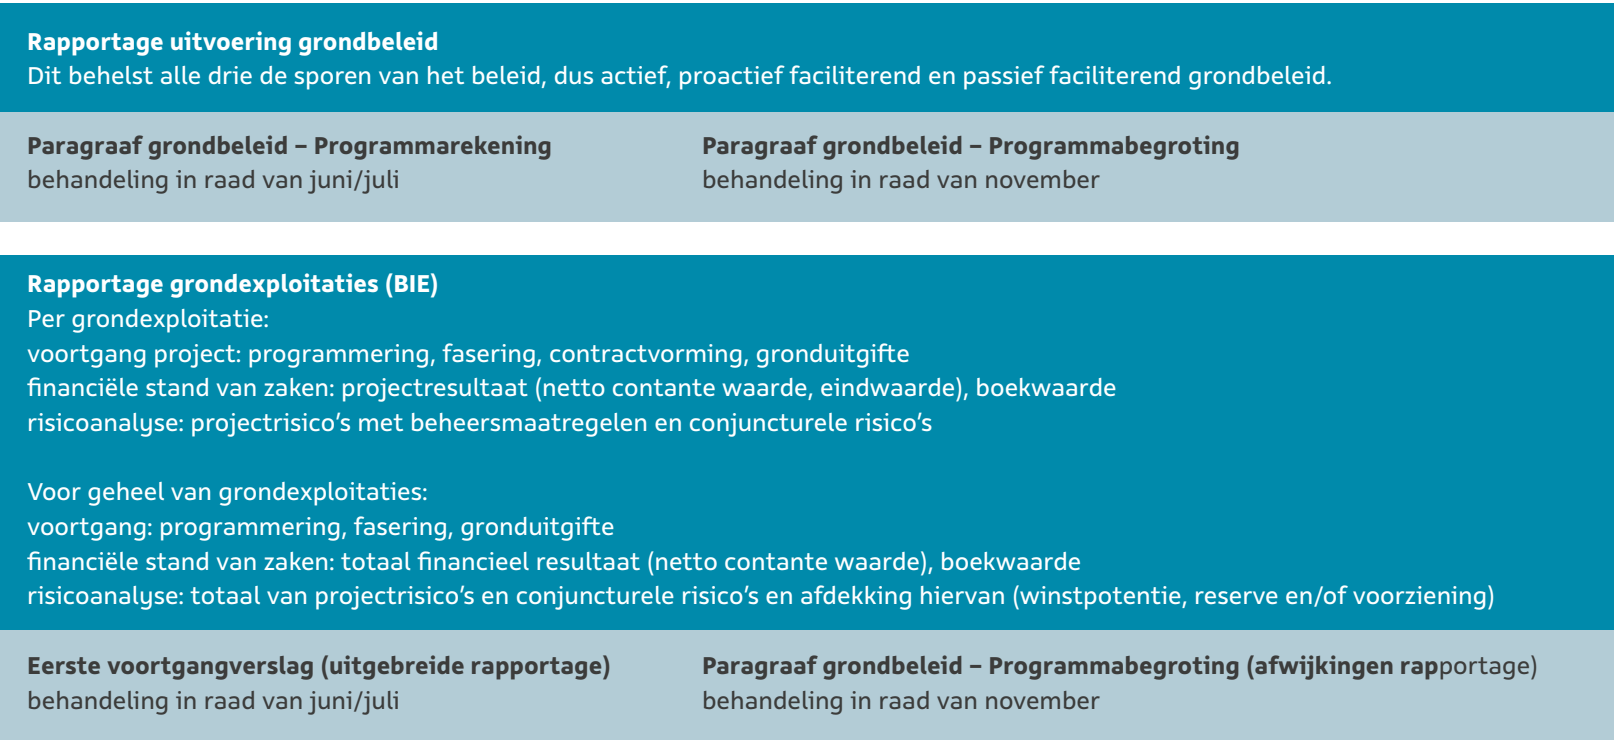 Rapportage uitvoering grondbeleid
Dit behelst alle drie de sporen van het beleid, dus actief, proactief faciliterend en passief faciliterend grondbeleid.
Paragraaf grondbeleid – Programmarekening
behandeling in raad van juni/juli
Paragraaf grondbeleid – Programmabegroting
behandeling in raad van november
Rapportage grondexploitaties (BIE)
Per grondexploitatie:
voortgang project: programmering, fasering, contractvorming, gronduitgifte
financiële stand van zaken: projectresultaat (netto contante waarde, eindwaarde), boekwaarde
risicoanalyse: projectrisico’s met beheersmaatregelen en conjuncturele risico’s
Voor geheel van grondexploitaties:
voortgang: programmering, fasering, gronduitgifte
financiële stand van zaken: totaal financieel resultaat (netto contante waarde), boekwaarde
risicoanalyse: totaal van projectrisico’s en conjuncturele risico’s en afdekking hiervan (winstpotentie, reserve en/of voorziening)
Eerste voortgangverslag (uitgebreide rapportage)
behandeling in raad van juni/juli
Paragraaf grondbeleid – Programmabegroting (afwijkingen rapportage)
behandeling in raad van november